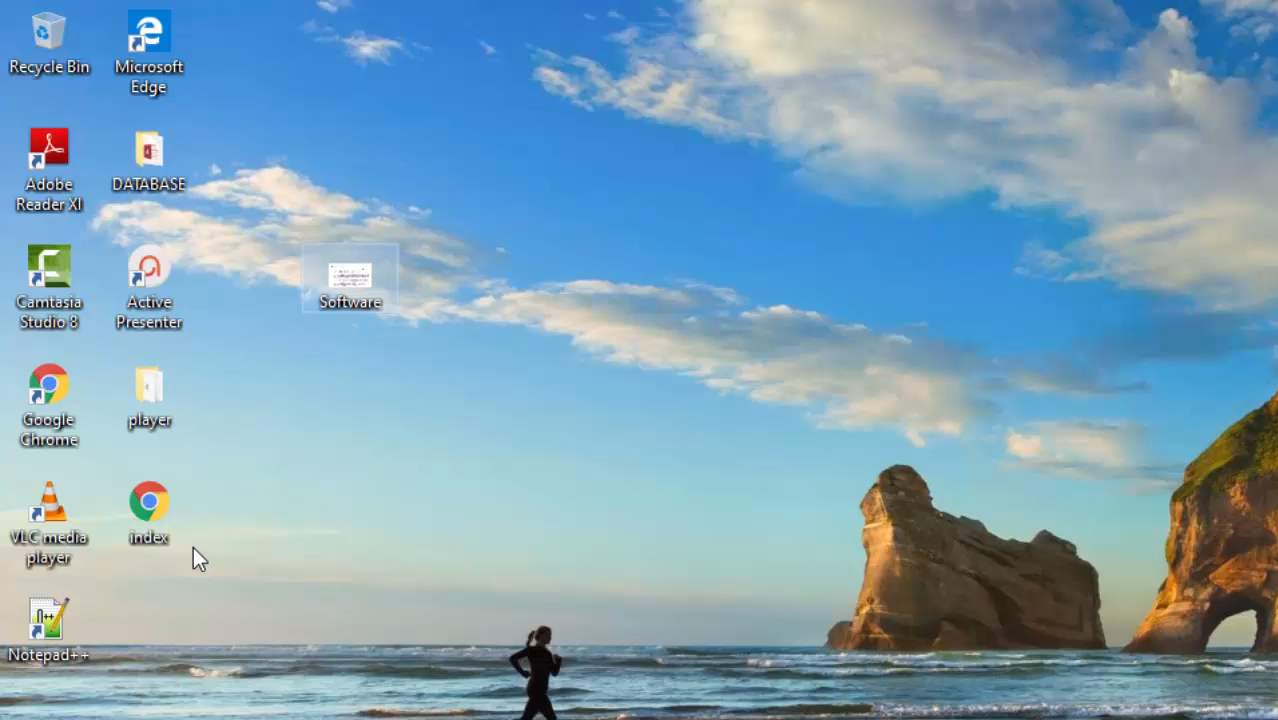 Recycle Bin
Microsoft
Edge
Adobe
Reader XI
DATABASE
Camtasia
Studio 8
Active
Presenter
Software
Google
Chrome
player
VLC media
player
index
Notepad++